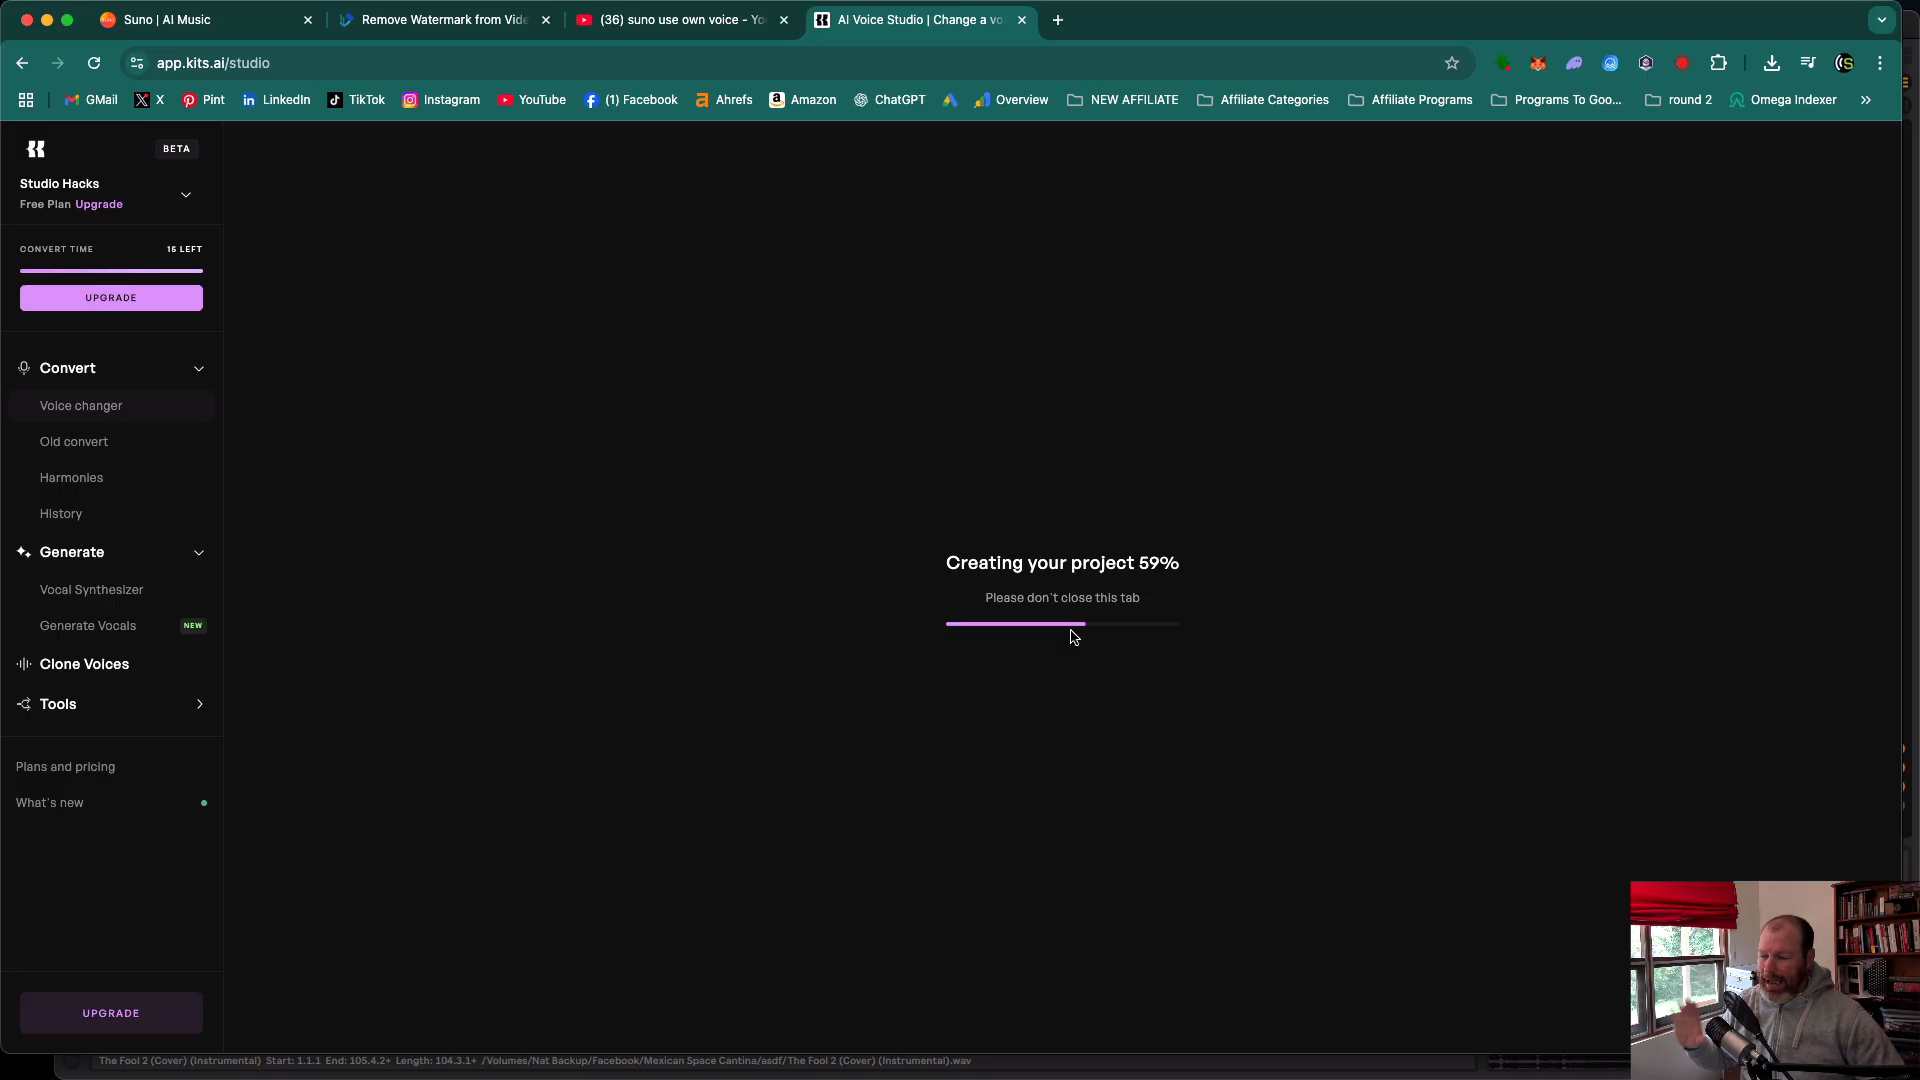 Suno | AI Music
Remove Watermark from Vide
(36) suno use own voice - Yo
AI Voice Studio | Change a vo
app.kits.ai/studio
GMail
X
Pint
LinkedIn
TikTok
Instagram
YouTube
(1) Facebook
Ahrefs
Amazon
ChatGPT
Overview
NEW AFFILIATE
Affiliate Categories
Affiliate Programs
Programs To Goo...
round 2
Omega Indexer
BETA
Studio Hacks
Free Plan Upgrade
CONVERT TIME
15 LEFT
UPGRADE
Convert
Voice changer
Old convert
Harmonies
History
Generate
Vocal Synthesizer
Generate Vocals
NEW
Clone Voices
Tools
Plans and pricing
What's new
UPGRADE
Creating your project 59%
Please don't close this tab
The Fool 2 (Cover) (Instrumental) Start: 1.1.1 End: 105.4.2+ Length: 104.3.1+ /Volumes/Nat Backup/Facebook/Mexican Space Cantina/asdf/The Fool 2 (Cover) (Instrumental).wav